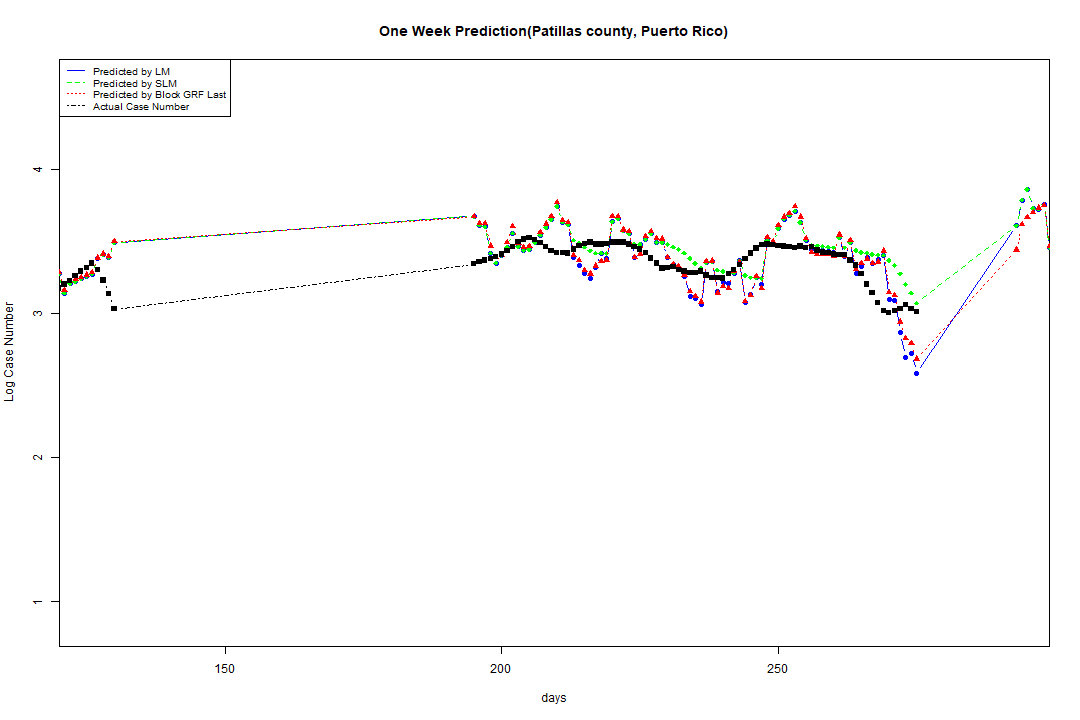 One Week Prediction(Patillas county, Puerto Rico)
Predicted by LM
Predicted by SLM
Predicted by Block GRF Last
Actual Case Number
Log Case Number
4
3
2
1
150
200
250
days